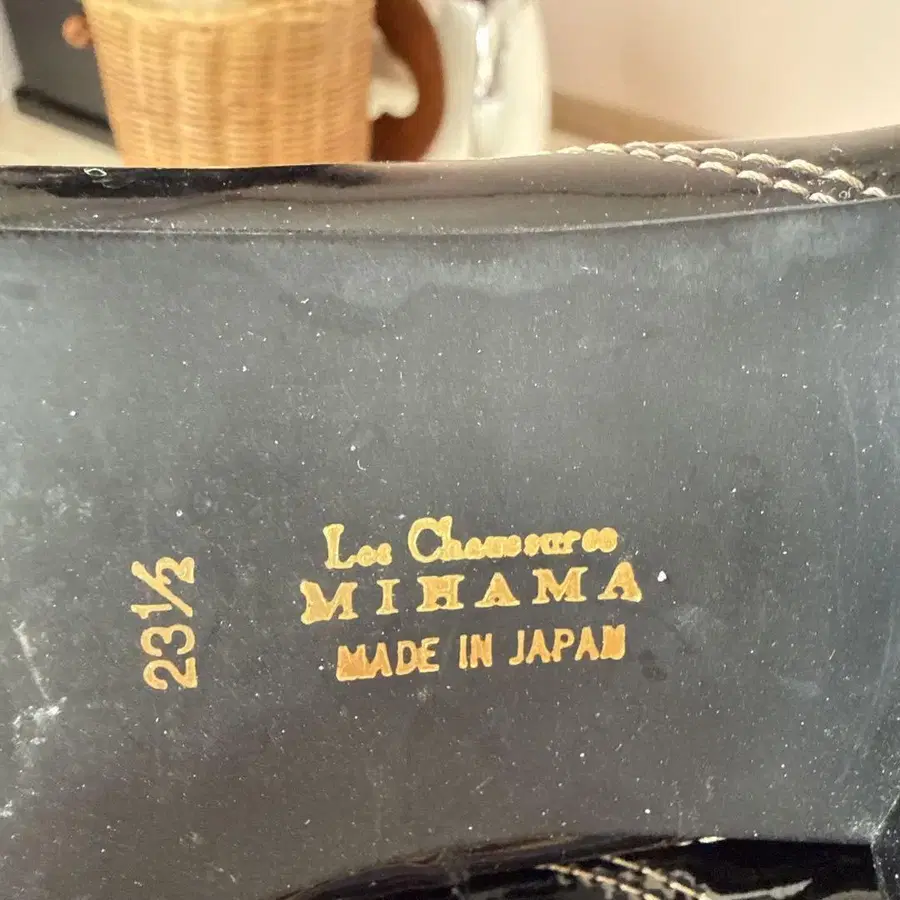 Les Chaussures
MIHAMA
MADE IN JAPAN
23½